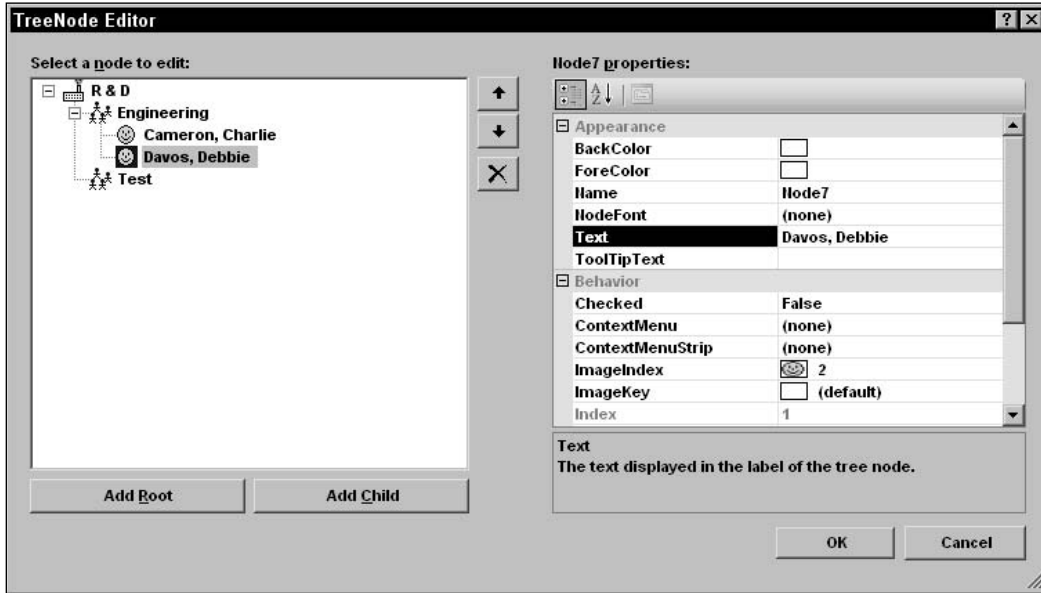 TreeNode Editor
Select a node to edit:
R & D
Engineering
Cameron, Charlie
Davos, Debbie
Test
Add Root
Add Child
Node7 properties:
Appearance
BackColor
ForeColor
Name Node7
NodeFont (none)
Text Davos, Debbie
ToolTipText
Behavior
Checked False
ContextMenu (none)
ContextMenuStrip (none)
ImageIndex 2
ImageKey (default)
Index 1
Text
The text displayed in the label of the tree node.
OK
Cancel